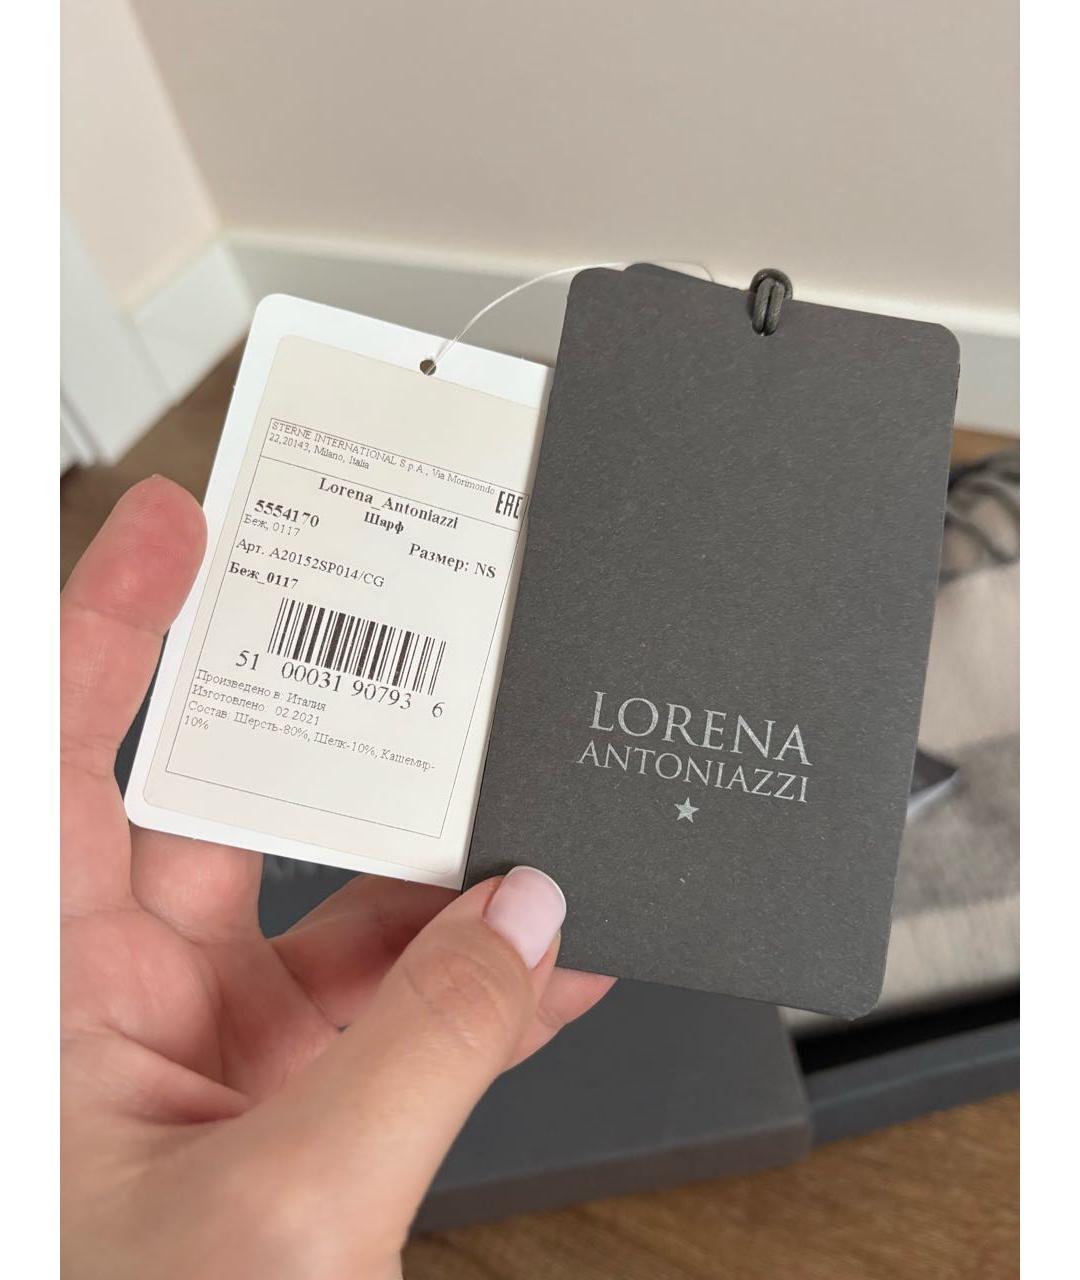 STERNE INTERNATIONAL S.p.A., Via Morimondo
22,20143, Milano, Italia
EAC
Lorena_Antoniazzi
5554170 Шарф
Беж, 0117
Размер: NS
Арт. A20152SP014/CG
Беж_0117
51 00031 90793 6
Произведено в: Италия
Изготовлено: 02.2021
Состав: Шерсть-80%, Шелк-10%, Кашемир-
10%
LORENA
ANTONIAZZI